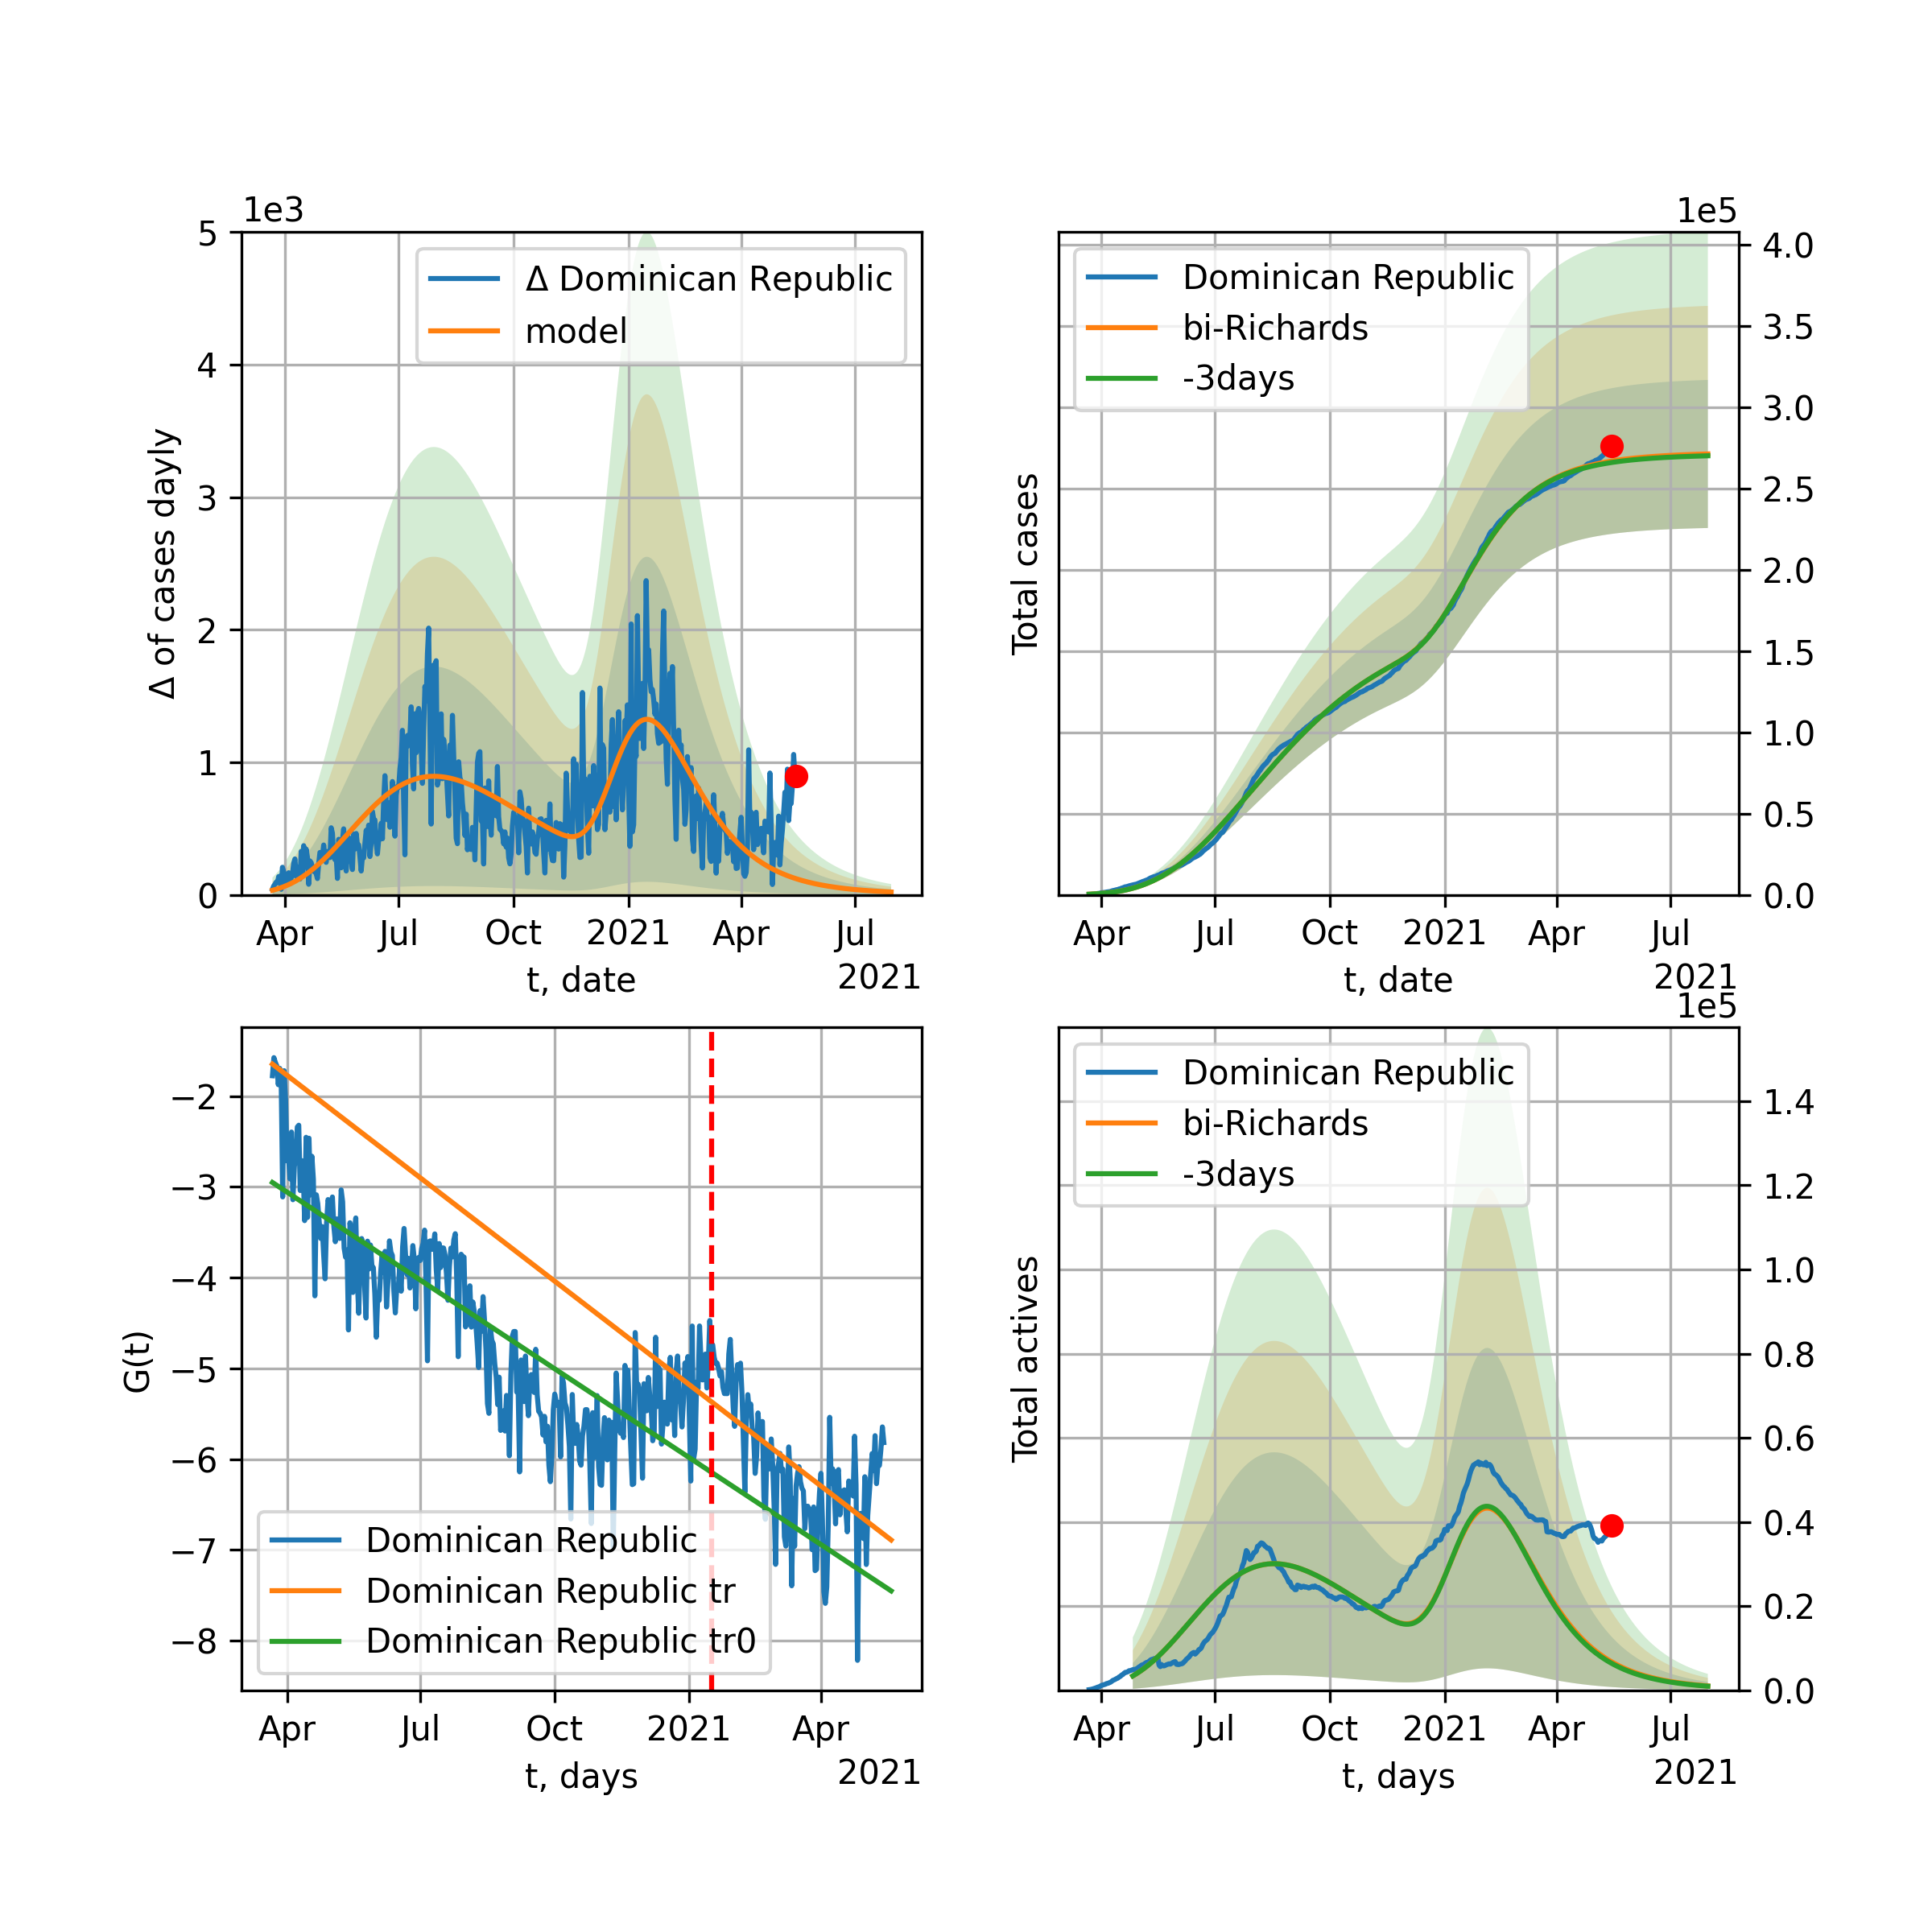 1e3
5
4
3
2
1
0
Δ of cases dayly
Δ Dominican Republic
model
Apr Jul Oct 2021 Apr Jul
t, date
2021
1e5
Dominican Republic
bi-Richards
-3days
Total cases
4.0
3.5
3.0
2.5
2.0
1.5
1.0
0.5
0.0
Apr Jul Oct 2021 Apr Jul
t, date
2021
−2
−3
−4
−5
−6
−7
−8
G(t)
Dominican Republic
Dominican Republic tr
Dominican Republic tr0
Apr Jul Oct 2021 Apr
t, days
2021
1e5
Dominican Republic
bi-Richards
-3days
Total actives
1.4
1.2
1.0
0.8
0.6
0.4
0.2
0.0
Apr Jul Oct 2021 Apr Jul
t, days
2021